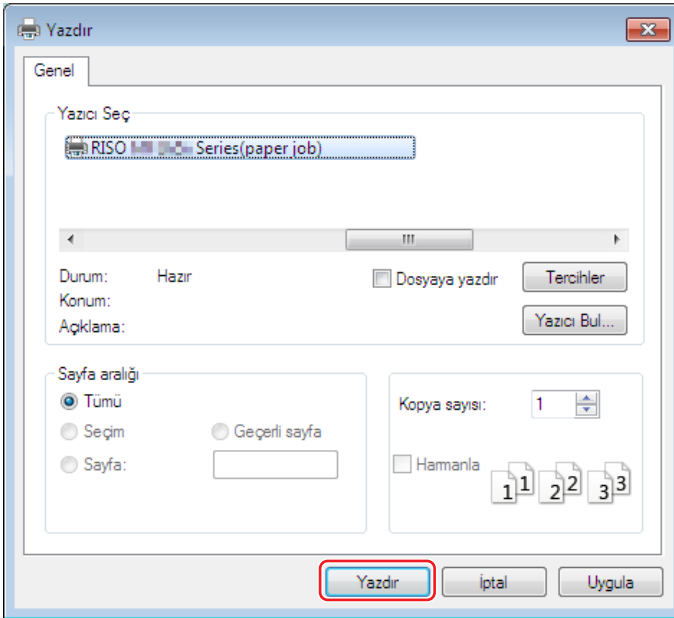 Yazdır
Genel
Yazıcı Seç
RISO Series(paper job)
Durum: Hazır Dosyaya yazdır Tercihler
Konum:
Açıklama: Yazıcı Bul...
Sayfa aralığı
Tümü
Seçim Geçerli sayfa
Sayfa:
Kopya sayısı: 1
Harmanla
1 1 2 2 3 3
Yazdır İptal Uygula